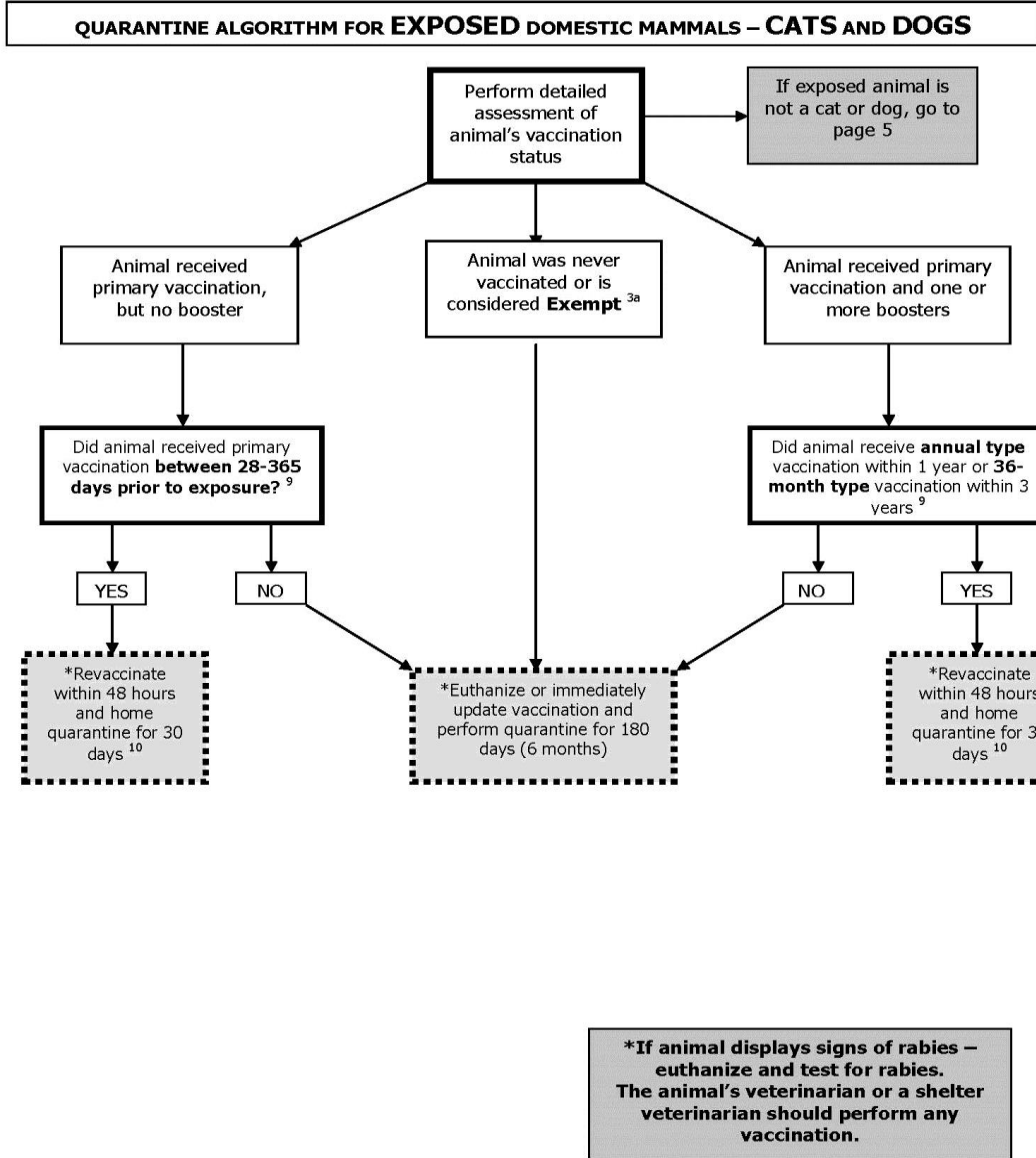 QUARANTINE ALGORITHM FOR EXPOSED DOMESTIC MAMMALS – CATS AND DOGS
Perform detailed
assessment of
animal's vaccination
status
If exposed animal is
not a cat or dog, go to
page 5
Animal received
primary vaccination,
but no booster
Animal was never
vaccinated or is
considered Exempt 3a
Animal received primary
vaccination and one or
more boosters
Did animal received primary
vaccination between 28-365
days prior to exposure? 9
Did animal receive annual type
vaccination within 1 year or 36-
month type vaccination within 3
years 9
YES
NO
NO
YES
*Revaccinate
within 48 hours
and home
quarantine for 30
days 10
*Euthanize or immediately
update vaccination and
perform quarantine for 180
days (6 months)
*Revaccinate
within 48 hours
and home
quarantine for 3
days 10
*If animal displays signs of rabies –
euthanize and test for rabies.
The animal's veterinarian or a shelter
veterinarian should perform any
vaccination.